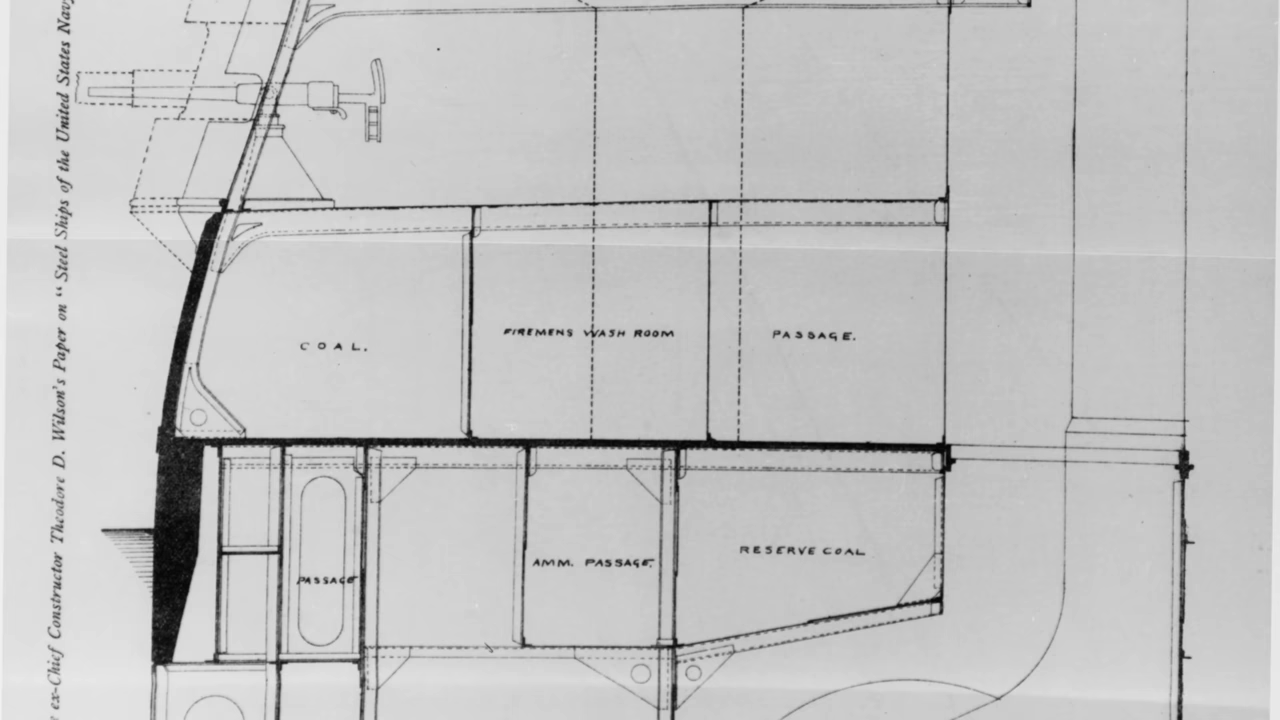 ex-Chief Constructor Theodore D. Wilson's Paper on "Steel Ships of the United States Navy
COAL.
FIREMENS WASH ROOM
PASSAGE.
PASSAGE
AMM. PASSAGE.
RESERVE COAL